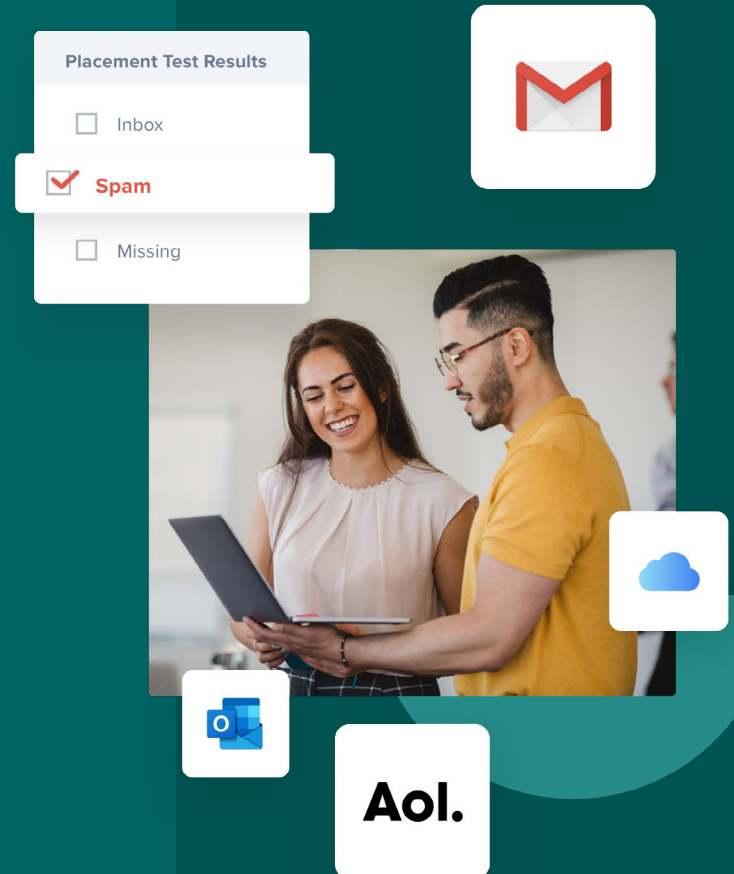 Placement Test Results
Inbox
Spam
Missing
O
Aol.